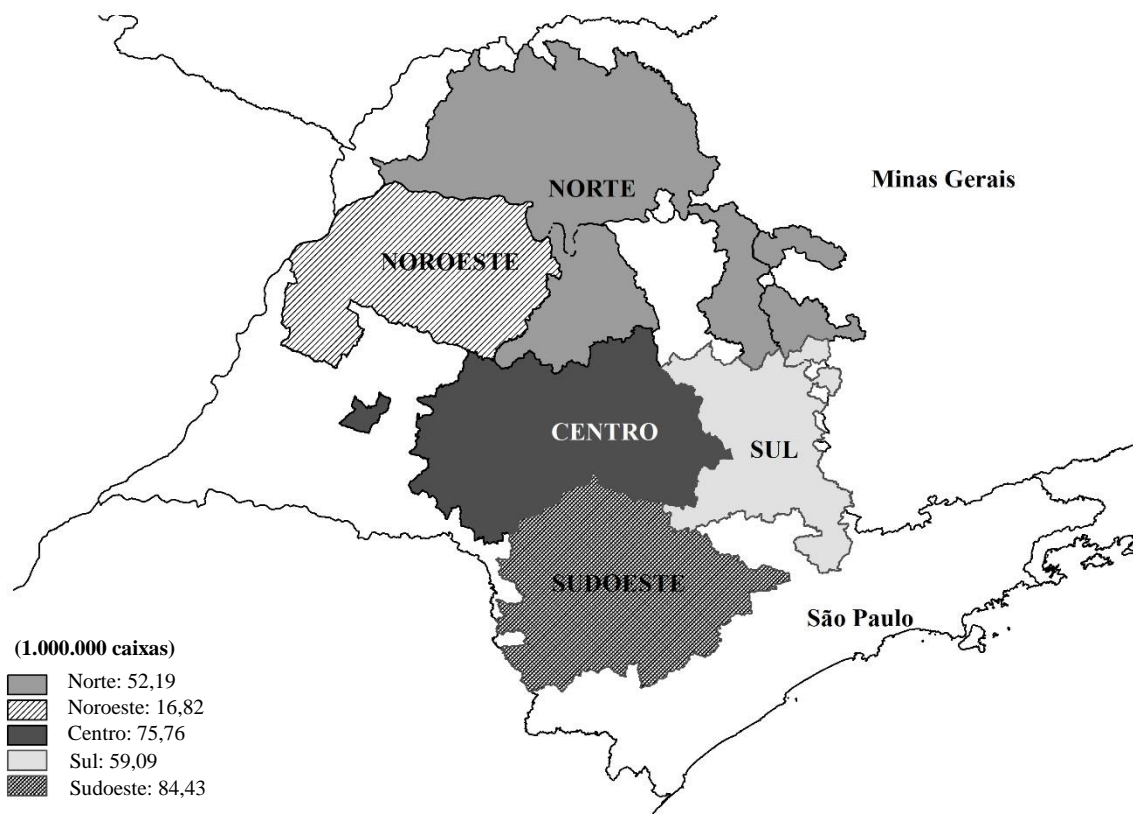 Minas Gerais
NORTE
NOROESTE
CENTRO
SUL
SUDOESTE
São Paulo
(1.000.000 caixas)
Norte: 52,19
Noroeste: 16,82
Centro: 75,76
Sul: 59,09
Sudoeste: 84,43